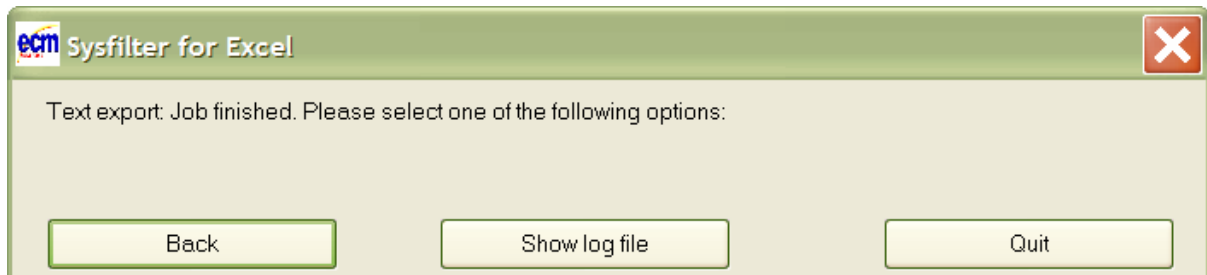 ecm Sysfilter for Excel
Text export: Job finished. Please select one of the following options:
Back Show log file Quit